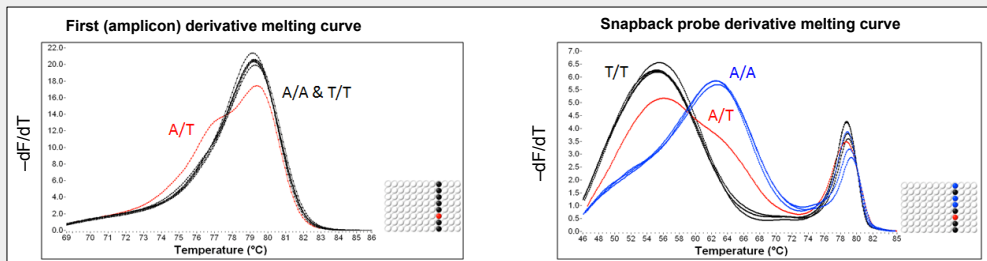 First (amplicon) derivative melting curve
22.0
20.0
18.0
16.0
14.0
12.0
10.0
8.0
6.0
4.0
2.0
0.0
–dF/dT
A/T
A/A & T/T
69 70 71 72 73 74 75 76 77 78 79 80 81 82 83 84 85 86
Temperature (ºC)
Snapback probe derivative melting curve
7.0
6.5
6.0
5.5
5.0
4.5
4.0
3.5
3.0
2.5
2.0
1.5
1.0
0.5
0.0
–dF/dT
T/T
A/A
A/T
46 48 50 52 54 56 58 60 62 64 66 68 70 72 74 76 78 80 82 85
Temperature (ºC)